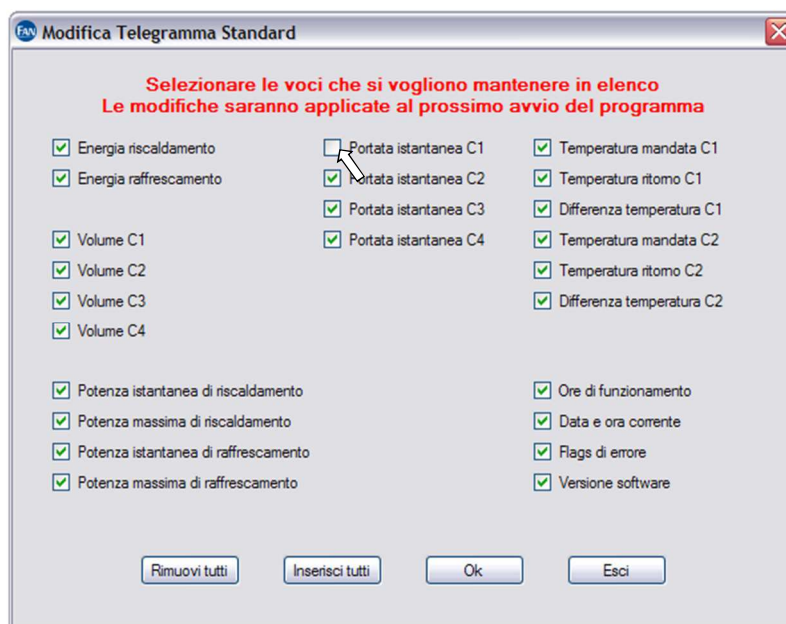 FAN Modifica Telegramma Standard
Selezionare le voci che si vogliono mantenere in elenco
Le modifiche saranno applicate al prossimo avvio del programma
Energia riscaldamento
Energia raffrescamento
Volume C1
Volume C2
Volume C3
Volume C4
Portata istantanea C1
Portata istantanea C2
Portata istantanea C3
Portata istantanea C4
Temperatura mandata C1
Temperatura ritorno C1
Differenza temperatura C1
Temperatura mandata C2
Temperatura ritorno C2
Differenza temperatura C2
Potenza istantanea di riscaldamento
Potenza massima di riscaldamento
Potenza istantanea di raffrescamento
Potenza massima di raffrescamento
Ore di funzionamento
Data e ora corrente
Flags di errore
Versione software
Rimuovi tutti Inserisci tutti Ok Esci